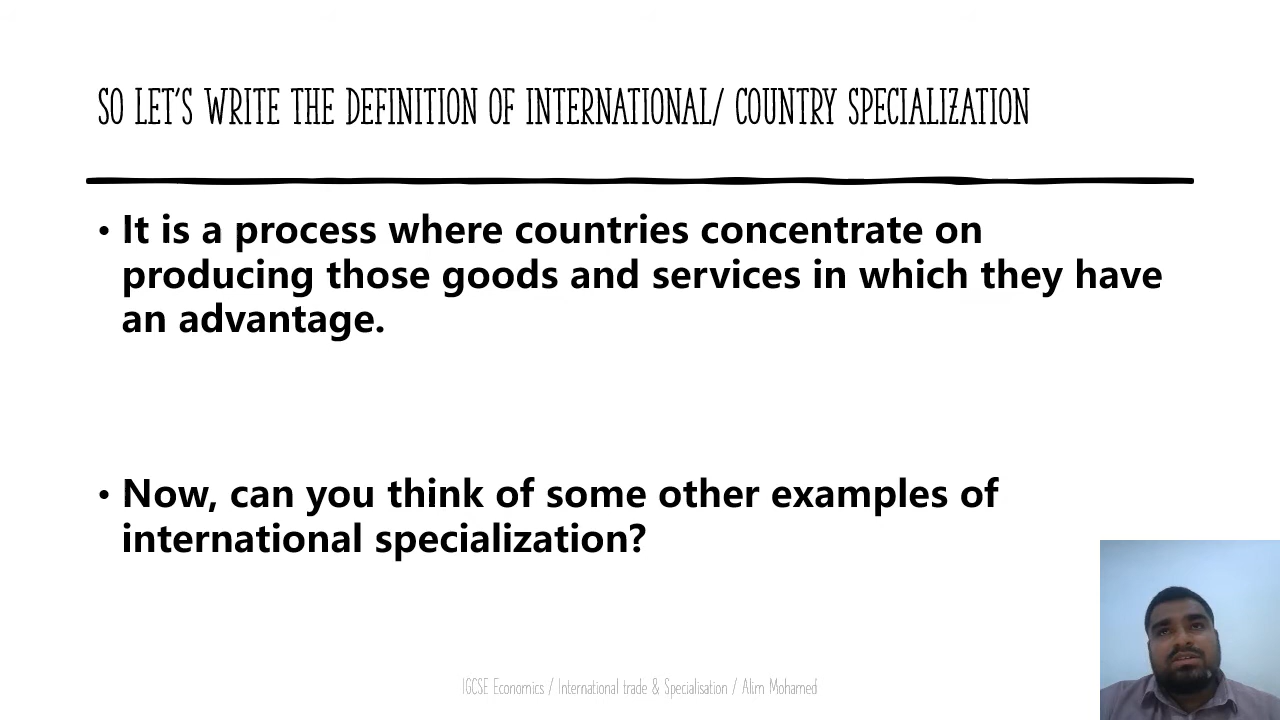 SO LET'S WRITE THE DEFINITION OF INTERNATIONAL/ COUNTRY SPECIALIZATION
• It is a process where countries concentrate on
producing those goods and services in which they have
an advantage.
• Now, can you think of some other examples of
international specialization?
IGCSE Economics / International trade & Specialisation / Alim Mohamed